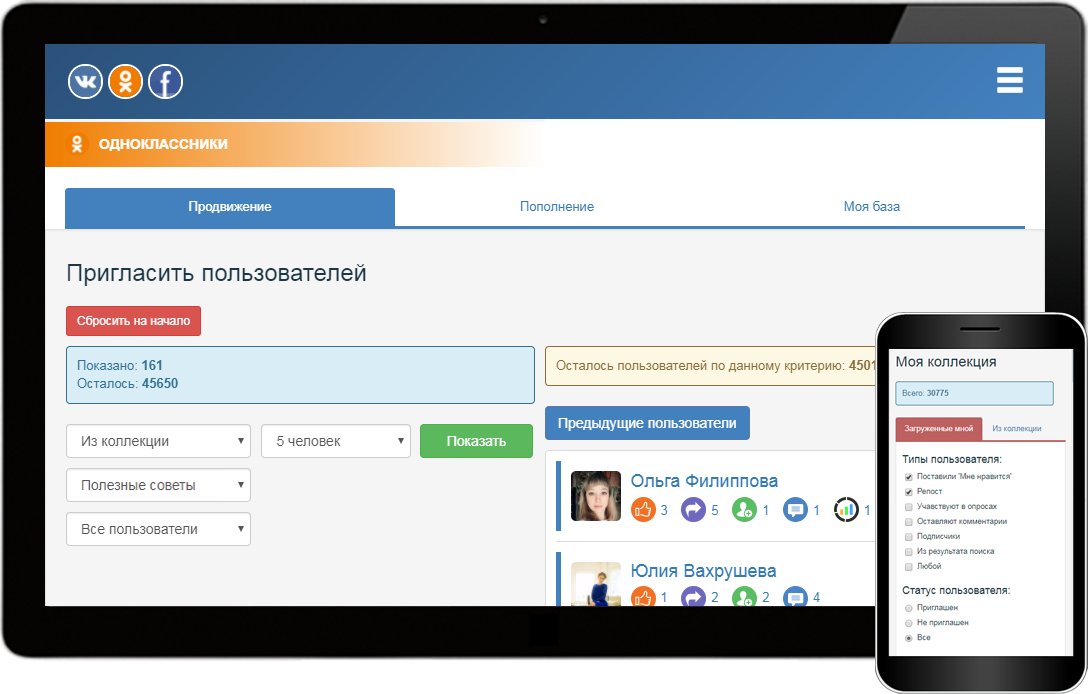 ОДНОКЛАССНИКИ
Продвижение
Пополнение
Моя база
Пригласить пользователей
Сбросить на начало
Показано: 161
Осталось: 45650
Осталось пользователей по данному критерию: 4501
Из коллекции
5 человек
Показать
Полезные советы
Все пользователи
Предыдущие пользователи
Ольга Филиппова
3 5 1 1 1
Юлия Вахрушева
1 2 2 4
Моя коллекция
Всего: 30775
Загруженные мной
Из коллекции
Типы пользователя:
Поставили 'Мне нравится'
Репост
Учавствуют в опросах
Оставляют комментарии
Подписчики
Из результата поиска
Любой
Статус пользователя:
Приглашен
Не приглашен
Все